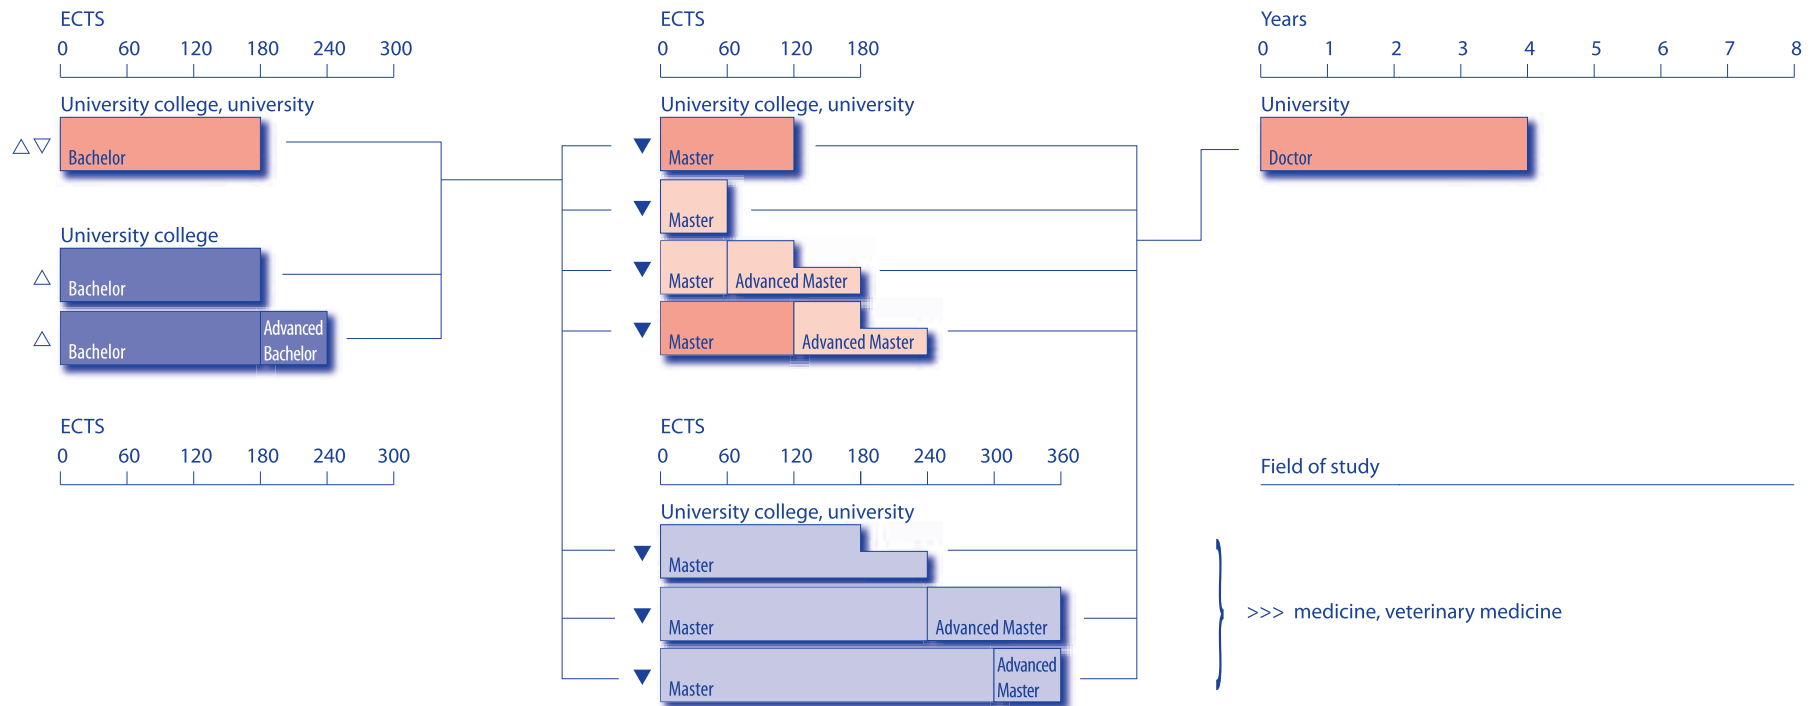 ECTS
0 60 120 180 240 300
University college, university
Bachelor
University college
Bachelor
Bachelor
Advanced
Bachelor
ECTS
0 60 120 180 240 300
ECTS
0 60 120 180
University college, university
Master
Master
Master
Advanced Master
Master
Advanced Master
ECTS
0 60 120 180 240 300 360
University college, university
Master
Master
Advanced Master
Master
Advanced
Master
Years
0 1 2 3 4 5 6 7 8
University
Doctor
Field of study
>>> medicine, veterinary medicine